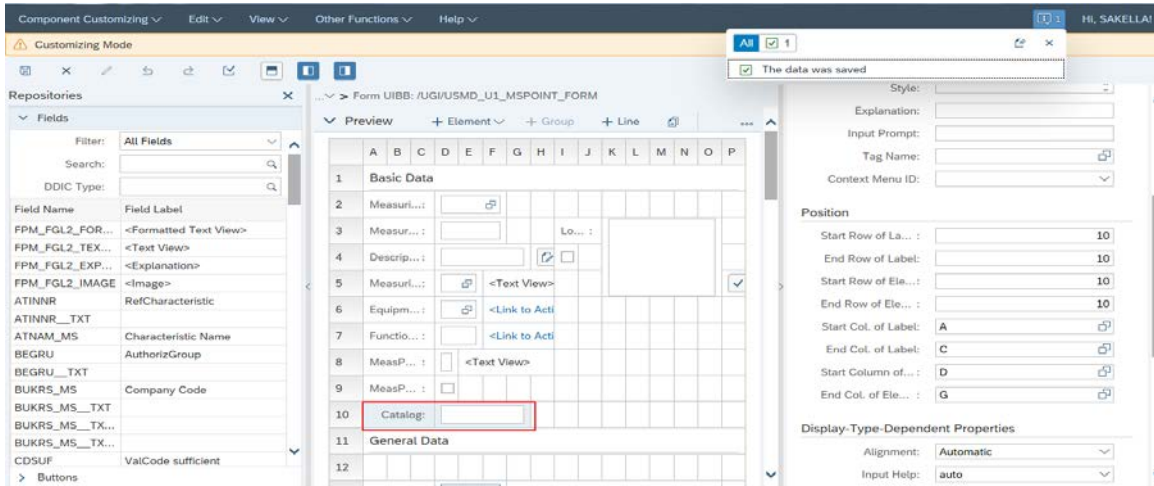 Component Customizing Edit View Other Functions Help 1 Hi, SAKELLA!
Customizing Mode
All 1
The data was saved
Repositories
Fields
Filter: All Fields
Search:
DDIC Type:
Field Name Field Label
FPM_FGL2_FOR... <Formatted Text View>
FPM_FGL2_TEX... <Text View>
FPM_FGL2_EXP... <Explanation>
FPM_FGL2_IMAGE <Image>
ATINNR RefCharacteristic
ATINNR__TXT
ATNAM_MS Characteristic Name
BEGRU AuthorizGroup
BEGRU__TXT
BUKRS_MS Company Code
BUKRS_MS__TXT
BUKRS_MS__TX...
BUKRS_MS__TX...
CDSUF ValCode sufficient
Buttons
... > Form UIBB: /UGI/USMD_U1_MSPOINT_FORM
Preview + Element + Group + Line ...
A B C D E F G H I J K L M N O P
1 Basic Data
2 Measuri...:
3 Measur... : Lo... :
4 Descrip... :
5 Measuri...: <Text View>
6 Equipm...: <Link to Acti
7 Functio... : <Link to Acti
8 MeasP... : <Text View>
9 MeasP... :
10 Catalog:
11 General Data
12
Style:
Explanation:
Input Prompt:
Tag Name:
Context Menu ID:
Position
Start Row of La... : 10
End Row of Label: 10
Start Row of Ele...: 10
End Row of Ele... : 10
Start Col. of Label: A
End Col. of Label: C
Start Column of... : D
End Col. of Ele... : G
Display-Type-Dependent Properties
Alignment: Automatic
Input Help: auto